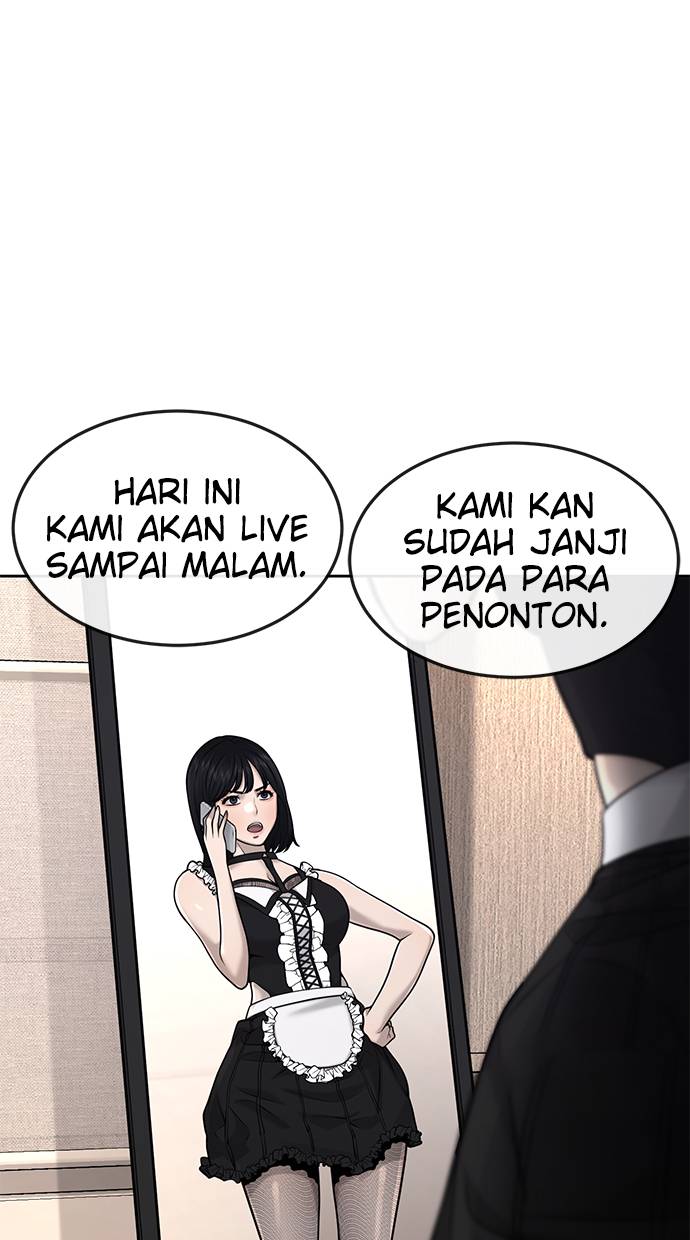 HARI INI
KAMI AKAN LIVE
SAMPAI MALAM.
KAMI KAN
SUDAH JANJI
PADA PARA
PENONTON.